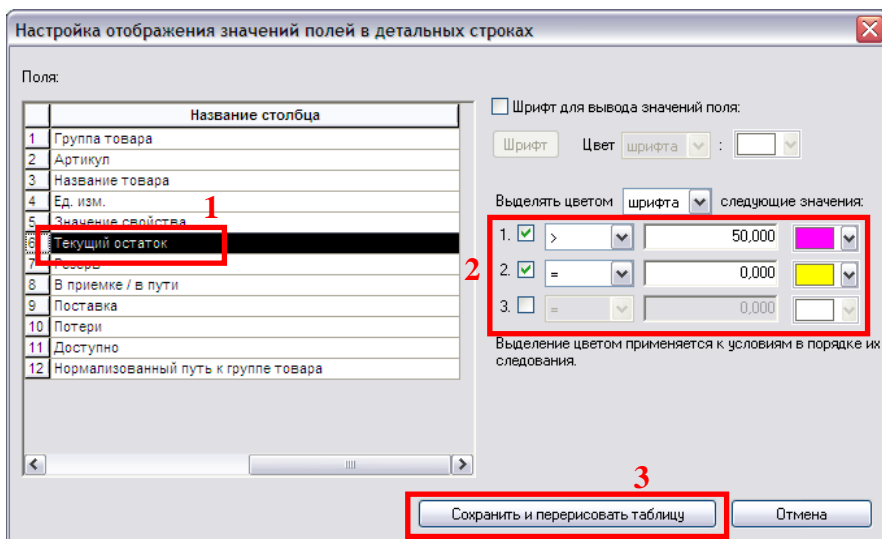 Настройка отображения значений полей в детальных строках
Поля:
Название столбца
1 Группа товара
2 Артикул
3 Название товара
4 Ед. изм.
5 Значение свойства
6 Текущий остаток
7 Резерв
8 В приемке / в пути
9 Поставка
10 Потери
11 Доступно
12 Нормализованный путь к группе товара
1
Шрифт для вывода значений поля:
Шрифт Цвет шрифта :
Выделять цветом шрифта следующие значения:
2
1. > 50,000
2. = 0,000
3. = 0,000
Выделение цветом применяется к условиям в порядке их
следования.
3
Сохранить и перерисовать таблицу Отмена